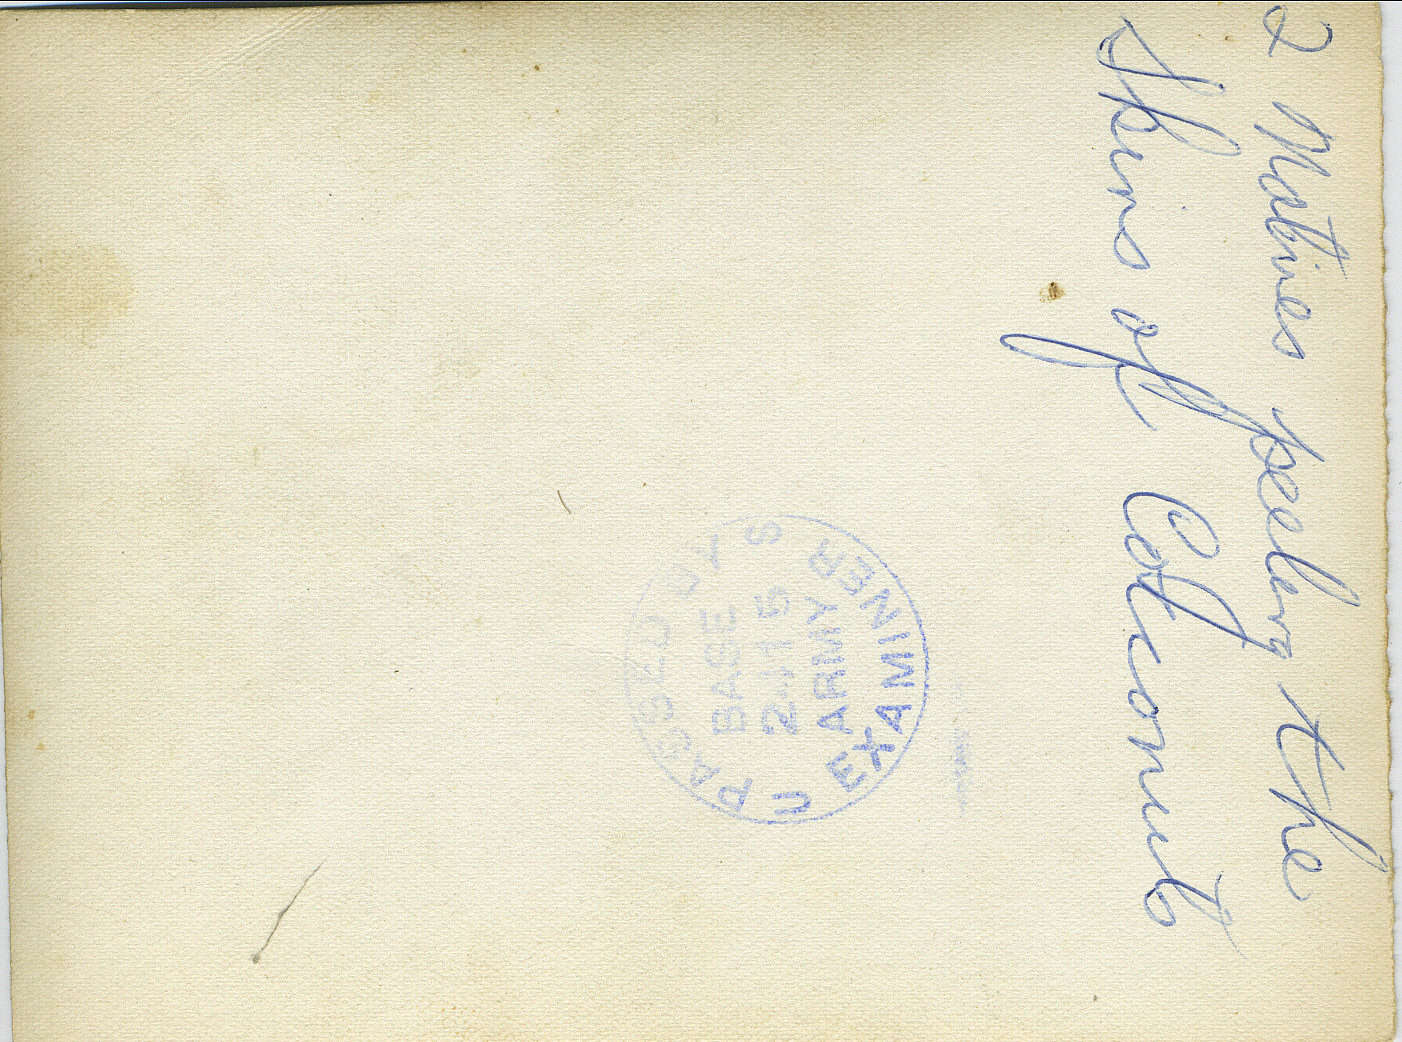 2 Natives peeling the
Skins of Coconuts
PASSED BY
BASE
U S
ARMY
EXAMINER